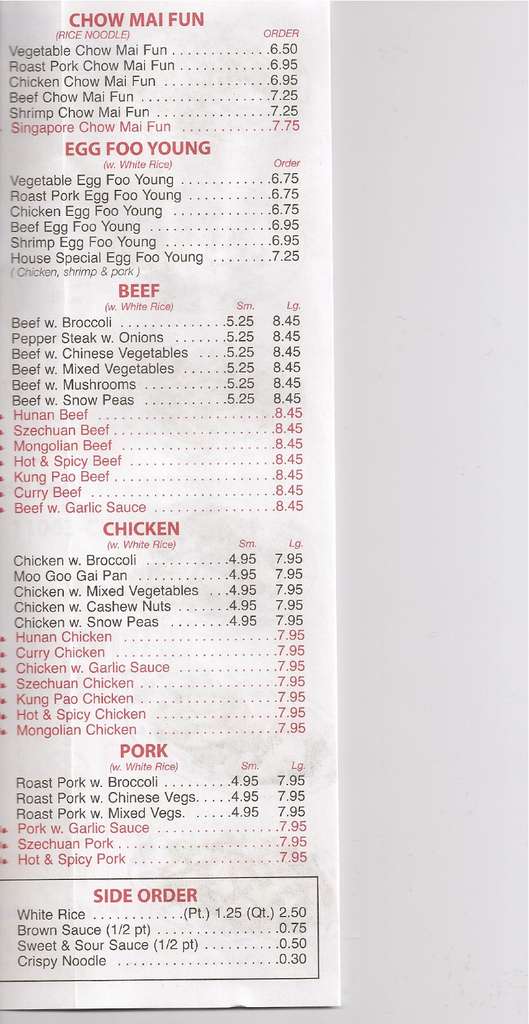 CHOW MAI FUN
(RICE NOODLE) ORDER
Vegetable Chow Mai Fun . . . . . . . . . . . . .6.50
Roast Pork Chow Mai Fun . . . . . . . . . . . .6.95
Chicken Chow Mai Fun . . . . . . . . . . . . . .6.95
Beef Chow Mai Fun . . . . . . . . . . . . . . . . .7.25
Shrimp Chow Mai Fun . . . . . . . . . . . . . . .7.25
Singapore Chow Mai Fun . . . . . . . . . . . .7.75
EGG FOO YOUNG
(w. White Rice) Order
Vegetable Egg Foo Young . . . . . . . . . . . .6.75
Roast Pork Egg Foo Young . . . . . . . . . . .6.75
Chicken Egg Foo Young . . . . . . . . . . . . .6.75
Beef Egg Foo Young . . . . . . . . . . . . . . . .6.95
Shrimp Egg Foo Young . . . . . . . . . . . . . .6.95
House Special Egg Foo Young . . . . . . . .7.25
( Chicken, shrimp & pork )
BEEF
(w. White Rice) Sm. Lg.
Beef w. Broccoli . . . . . . . . . . . . . .5.25 8.45
Pepper Steak w. Onions . . . . . . .5.25 8.45
Beef w. Chinese Vegetables . . . .5.25 8.45
Beef w. Mixed Vegetables . . . . . .5.25 8.45
Beef w. Mushrooms . . . . . . . . . . .5.25 8.45
Beef w. Snow Peas . . . . . . . . . . .5.25 8.45
Hunan Beef . . . . . . . . . . . . . . . . . . . . . . .8.45
Szechuan Beef . . . . . . . . . . . . . . . . . . . . .8.45
Mongolian Beef . . . . . . . . . . . . . . . . . . . .8.45
Hot & Spicy Beef . . . . . . . . . . . . . . . . . . .8.45
Kung Pao Beef . . . . . . . . . . . . . . . . . . . . .8.45
Curry Beef . . . . . . . . . . . . . . . . . . . . . . . .8.45
Beef w. Garlic Sauce . . . . . . . . . . . . . . . .8.45
CHICKEN
(w. White Rice) Sm. Lg.
Chicken w. Broccoli . . . . . . . . . . .4.95 7.95
Moo Goo Gai Pan . . . . . . . . . . . .4.95 7.95
Chicken w. Mixed Vegetables . . .4.95 7.95
Chicken w. Cashew Nuts . . . . . . .4.95 7.95
Chicken w. Snow Peas . . . . . . . .4.95 7.95
Hunan Chicken . . . . . . . . . . . . . . . . . . . .7.95
Curry Chicken . . . . . . . . . . . . . . . . . . . . .7.95
Chicken w. Garlic Sauce . . . . . . . . . . . . .7.95
Szechuan Chicken . . . . . . . . . . . . . . . . . .7.95
Kung Pao Chicken . . . . . . . . . . . . . . . . . .7.95
Hot & Spicy Chicken . . . . . . . . . . . . . . . .7.95
Mongolian Chicken . . . . . . . . . . . . . . . . .7.95
PORK
(w. White Rice) Sm. Lg.
Roast Pork w. Broccoli . . . . . . . . .4.95 7.95
Roast Pork w. Chinese Vegs. . . . .4.95 7.95
Roast Pork w. Mixed Vegs. . . . . .4.95 7.95
Pork w. Garlic Sauce . . . . . . . . . . . . . . . .7.95
Szechuan Pork . . . . . . . . . . . . . . . . . . . . .7.95
Hot & Spicy Pork . . . . . . . . . . . . . . . . . . .7.95
SIDE ORDER
White Rice . . . . . . . . . . . .(Pt.) 1.25 (Qt.) 2.50
Brown Sauce (1/2 pt) . . . . . . . . . . . . . . . .0.75
Sweet & Sour Sauce (1/2 pt) . . . . . . . . . .0.50
Crispy Noodle . . . . . . . . . . . . . . . . . . . . .0.30